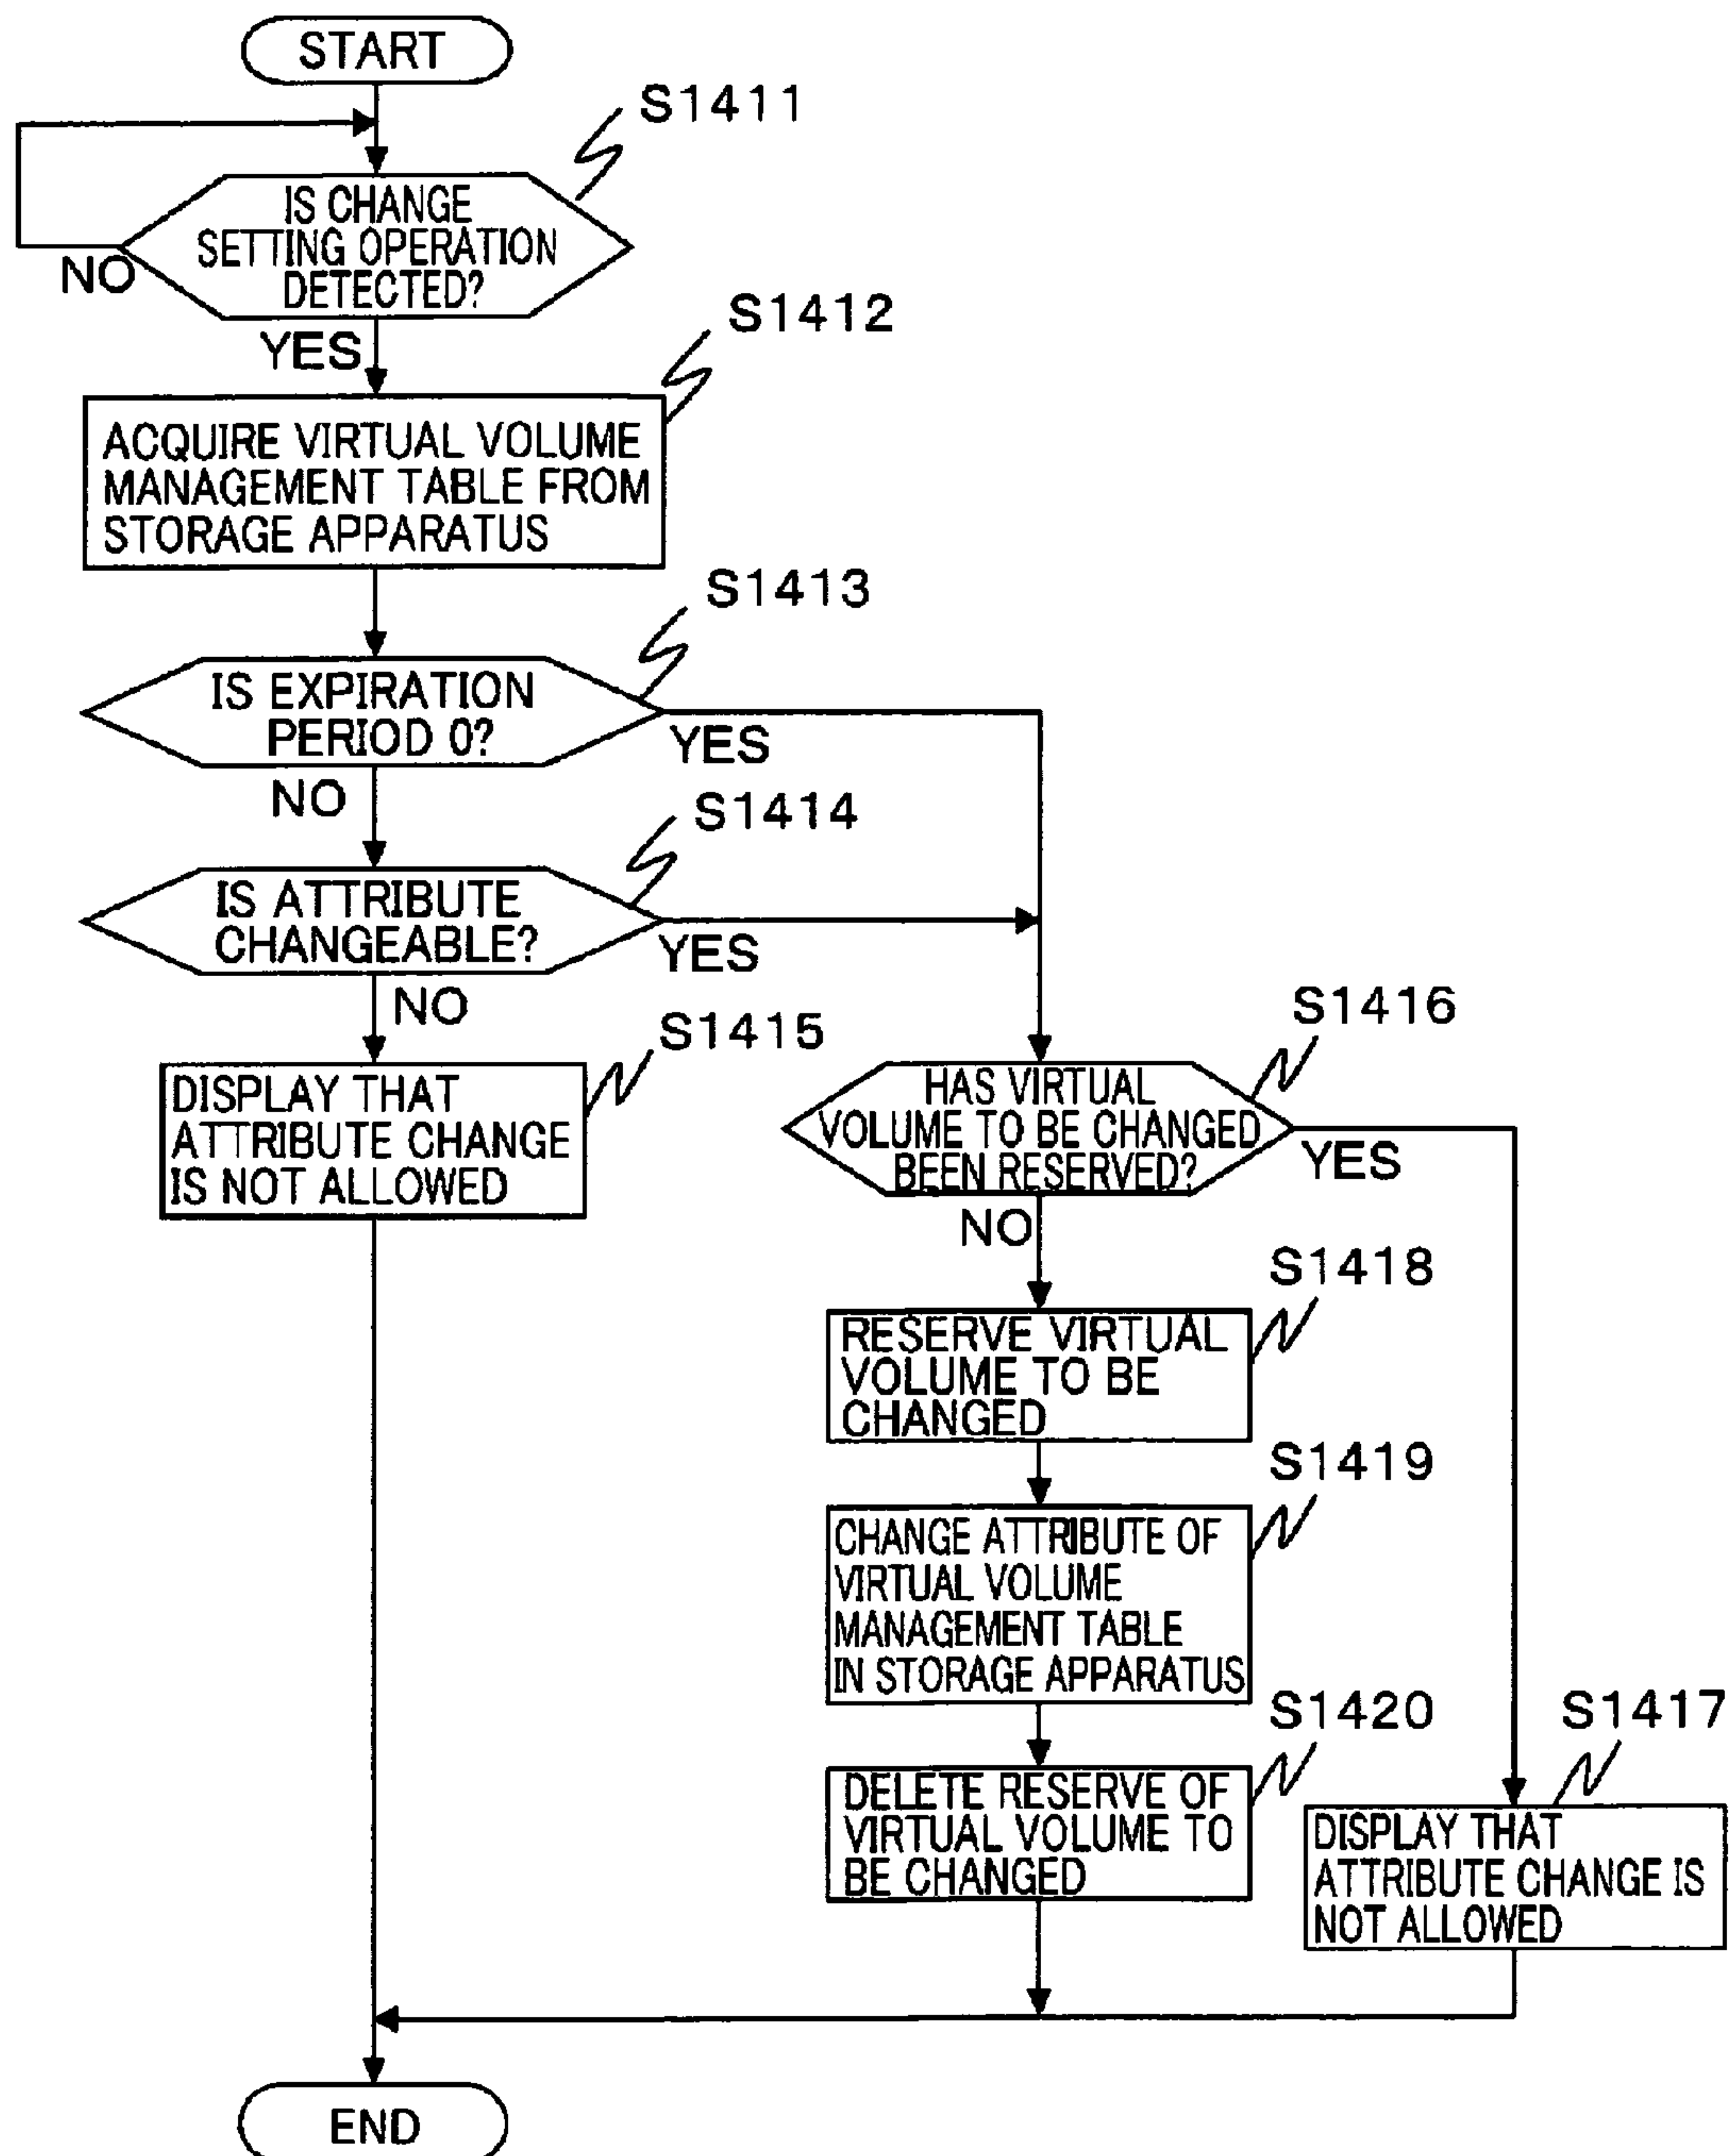 START
S1411
IS CHANGE
SETTING OPERATION
DETECTED?
NO
YES
S1412
ACQUIRE VIRTUAL VOLUME
MANAGEMENT TABLE FROM
STORAGE APPARATUS
S1413
IS EXPIRATION
PERIOD 0?
YES
NO
S1414
IS ATTRIBUTE
CHANGEABLE?
YES
NO
S1415
DISPLAY THAT
ATTRIBUTE CHANGE
IS NOT ALLOWED
S1416
HAS VIRTUAL
VOLUME TO BE CHANGED
BEEN RESERVED?
YES
NO
S1418
RESERVE VIRTUAL
VOLUME TO BE
CHANGED
S1419
CHANGE ATTRIBUTE OF
VIRTUAL VOLUME
MANAGEMENT TABLE
IN STORAGE APPARATUS
S1420
DELETE RESERVE OF
VIRTUAL VOLUME TO
BE CHANGED
S1417
DISPLAY THAT
ATTRIBUTE CHANGE IS
NOT ALLOWED
END